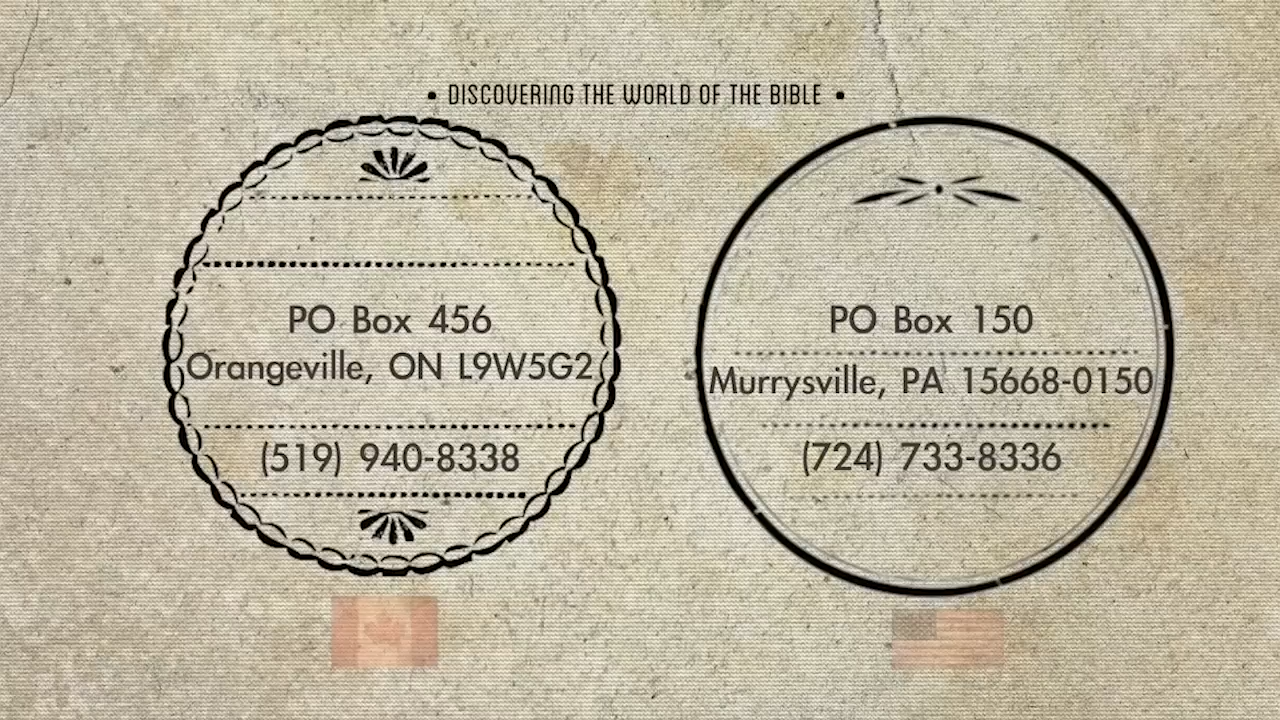 • DISCOVERING THE WORLD OF THE BIBLE •
PO Box 456
Orangeville, ON L9W5G2
(519) 940-8338
PO Box 150
Murrysville, PA 15668-0150
(724) 733-8336